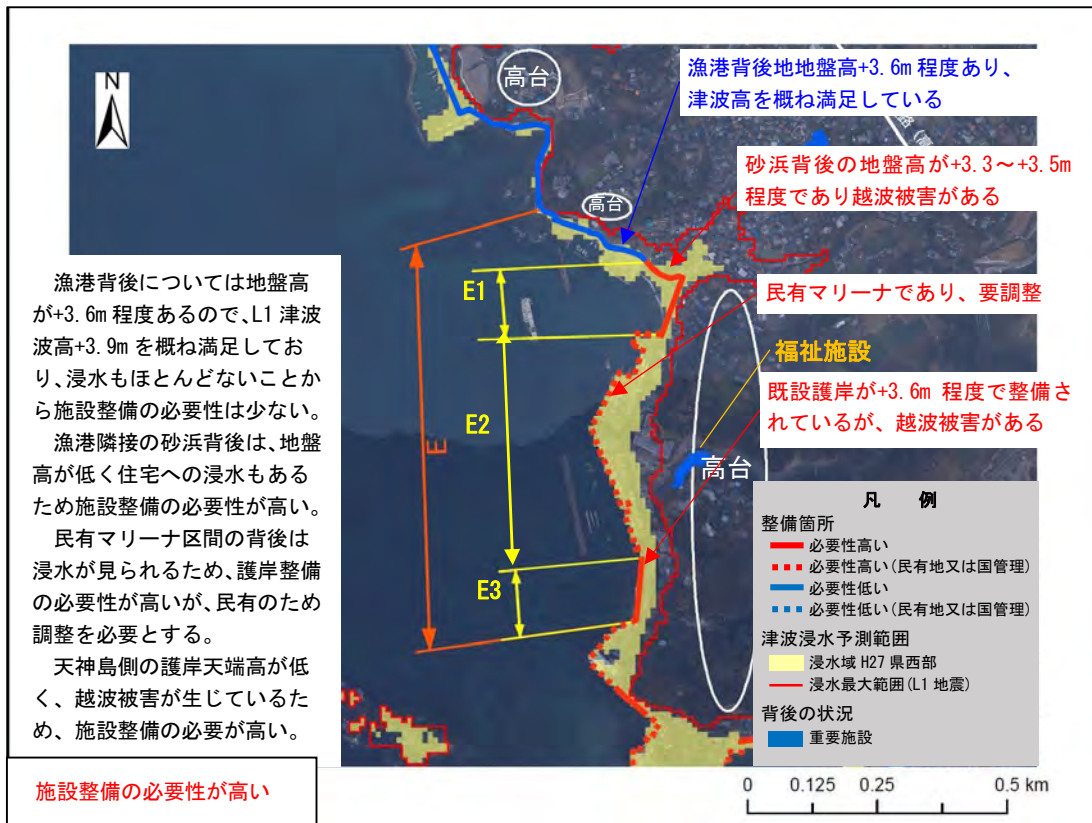 N
高台
漁港背後地地盤高+3.6m 程度あり、
津波高を概ね満足している
砂浜背後の地盤高が+3.3～+3.5m
程度であり越波被害がある
高台
漁港背後については地盤高
が+3.6m 程度あるので、L1 津波
波高+3.9m を概ね満足してお
り、浸水もほとんどないことか
ら施設整備の必要性は少ない。
漁港隣接の砂浜背後は、地盤
高が低く住宅への浸水もある
ため施設整備の必要性が高い。
民有マリーナ区間の背後は
浸水が見られるため、護岸整備
の必要性が高いが、民有のため
調整を必要とする。
天神島側の護岸天端高が低
く、越波被害が生じているた
め、施設整備の必要が高い。
施設整備の必要性が高い
E
E1
E2
E3
民有マリーナであり、要調整
福祉施設
既設護岸が+3.6m 程度で整備さ
れているが、越波被害がある
高台
凡 例
整備箇所
必要性高い
必要性高い(民有地又は国管理)
必要性低い
必要性低い(民有地又は国管理)
津波浸水予測範囲
浸水域 H27 県西部
浸水最大範囲(L1 地震)
背後の状況
重要施設
0 0.125 0.25 0.5 km